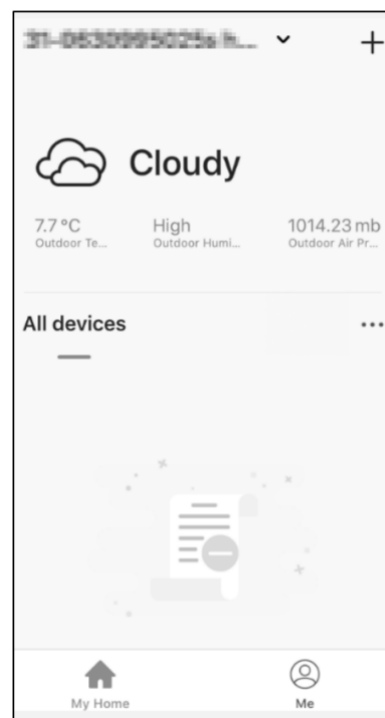 Cloudy
7.7 °C High 1014.23 mb
Outdoor Te... Outdoor Humi... Outdoor Air Pr...
All devices
My Home Me